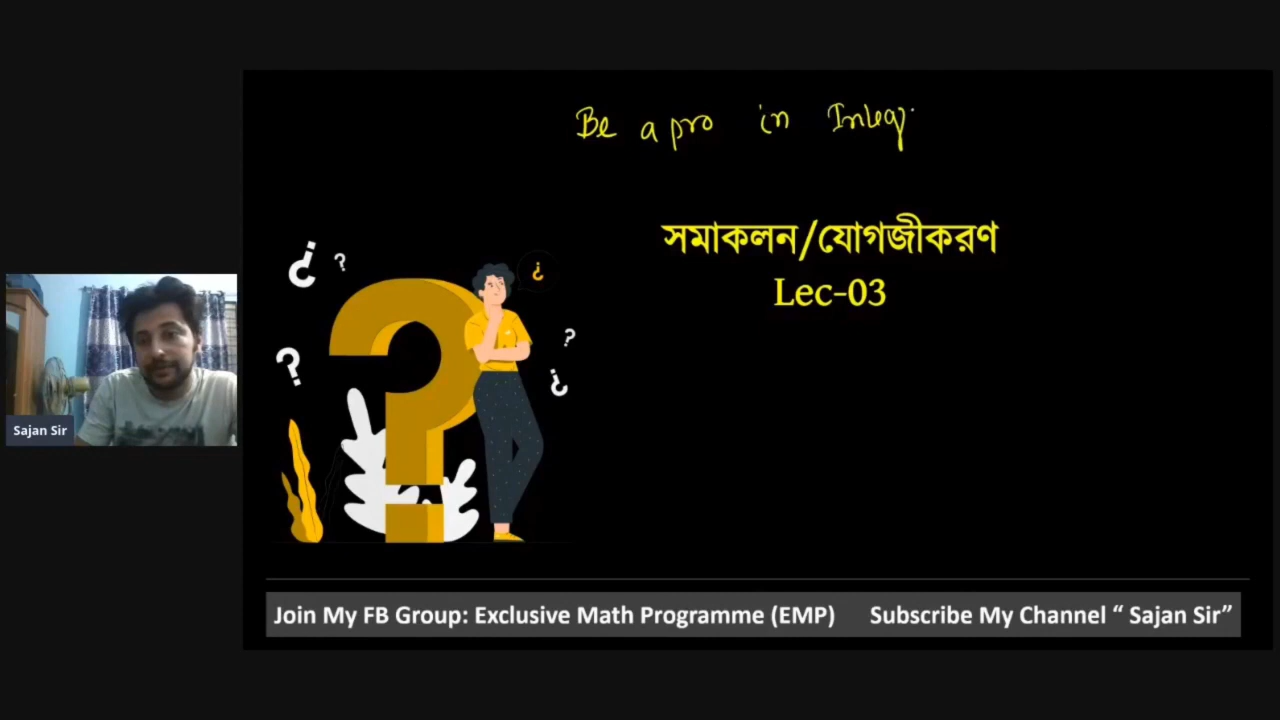 Be a pro in Integ
সমাকলন/যোগজীকরণ
Lec-03
Sajan Sir
Join My FB Group: Exclusive Math Programme (EMP) Subscribe My Channel “ Sajan Sir”